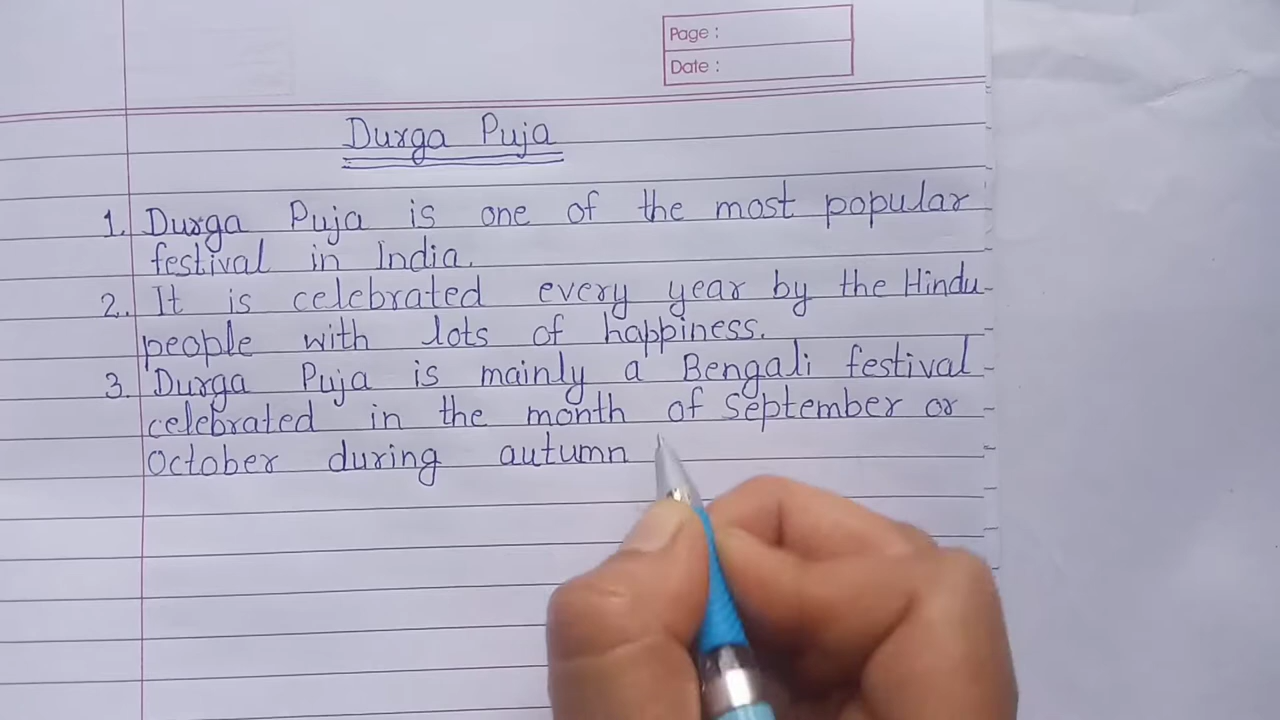 Page :
Date :
Durga Puja
1. Durga Puja is one of the most popular
festival in India.
2. It is celebrated every year by the Hindu
people with lots of happiness.
3. Durga Puja is mainly a Bengali festival
celebrated in the month of September or
October during autumn